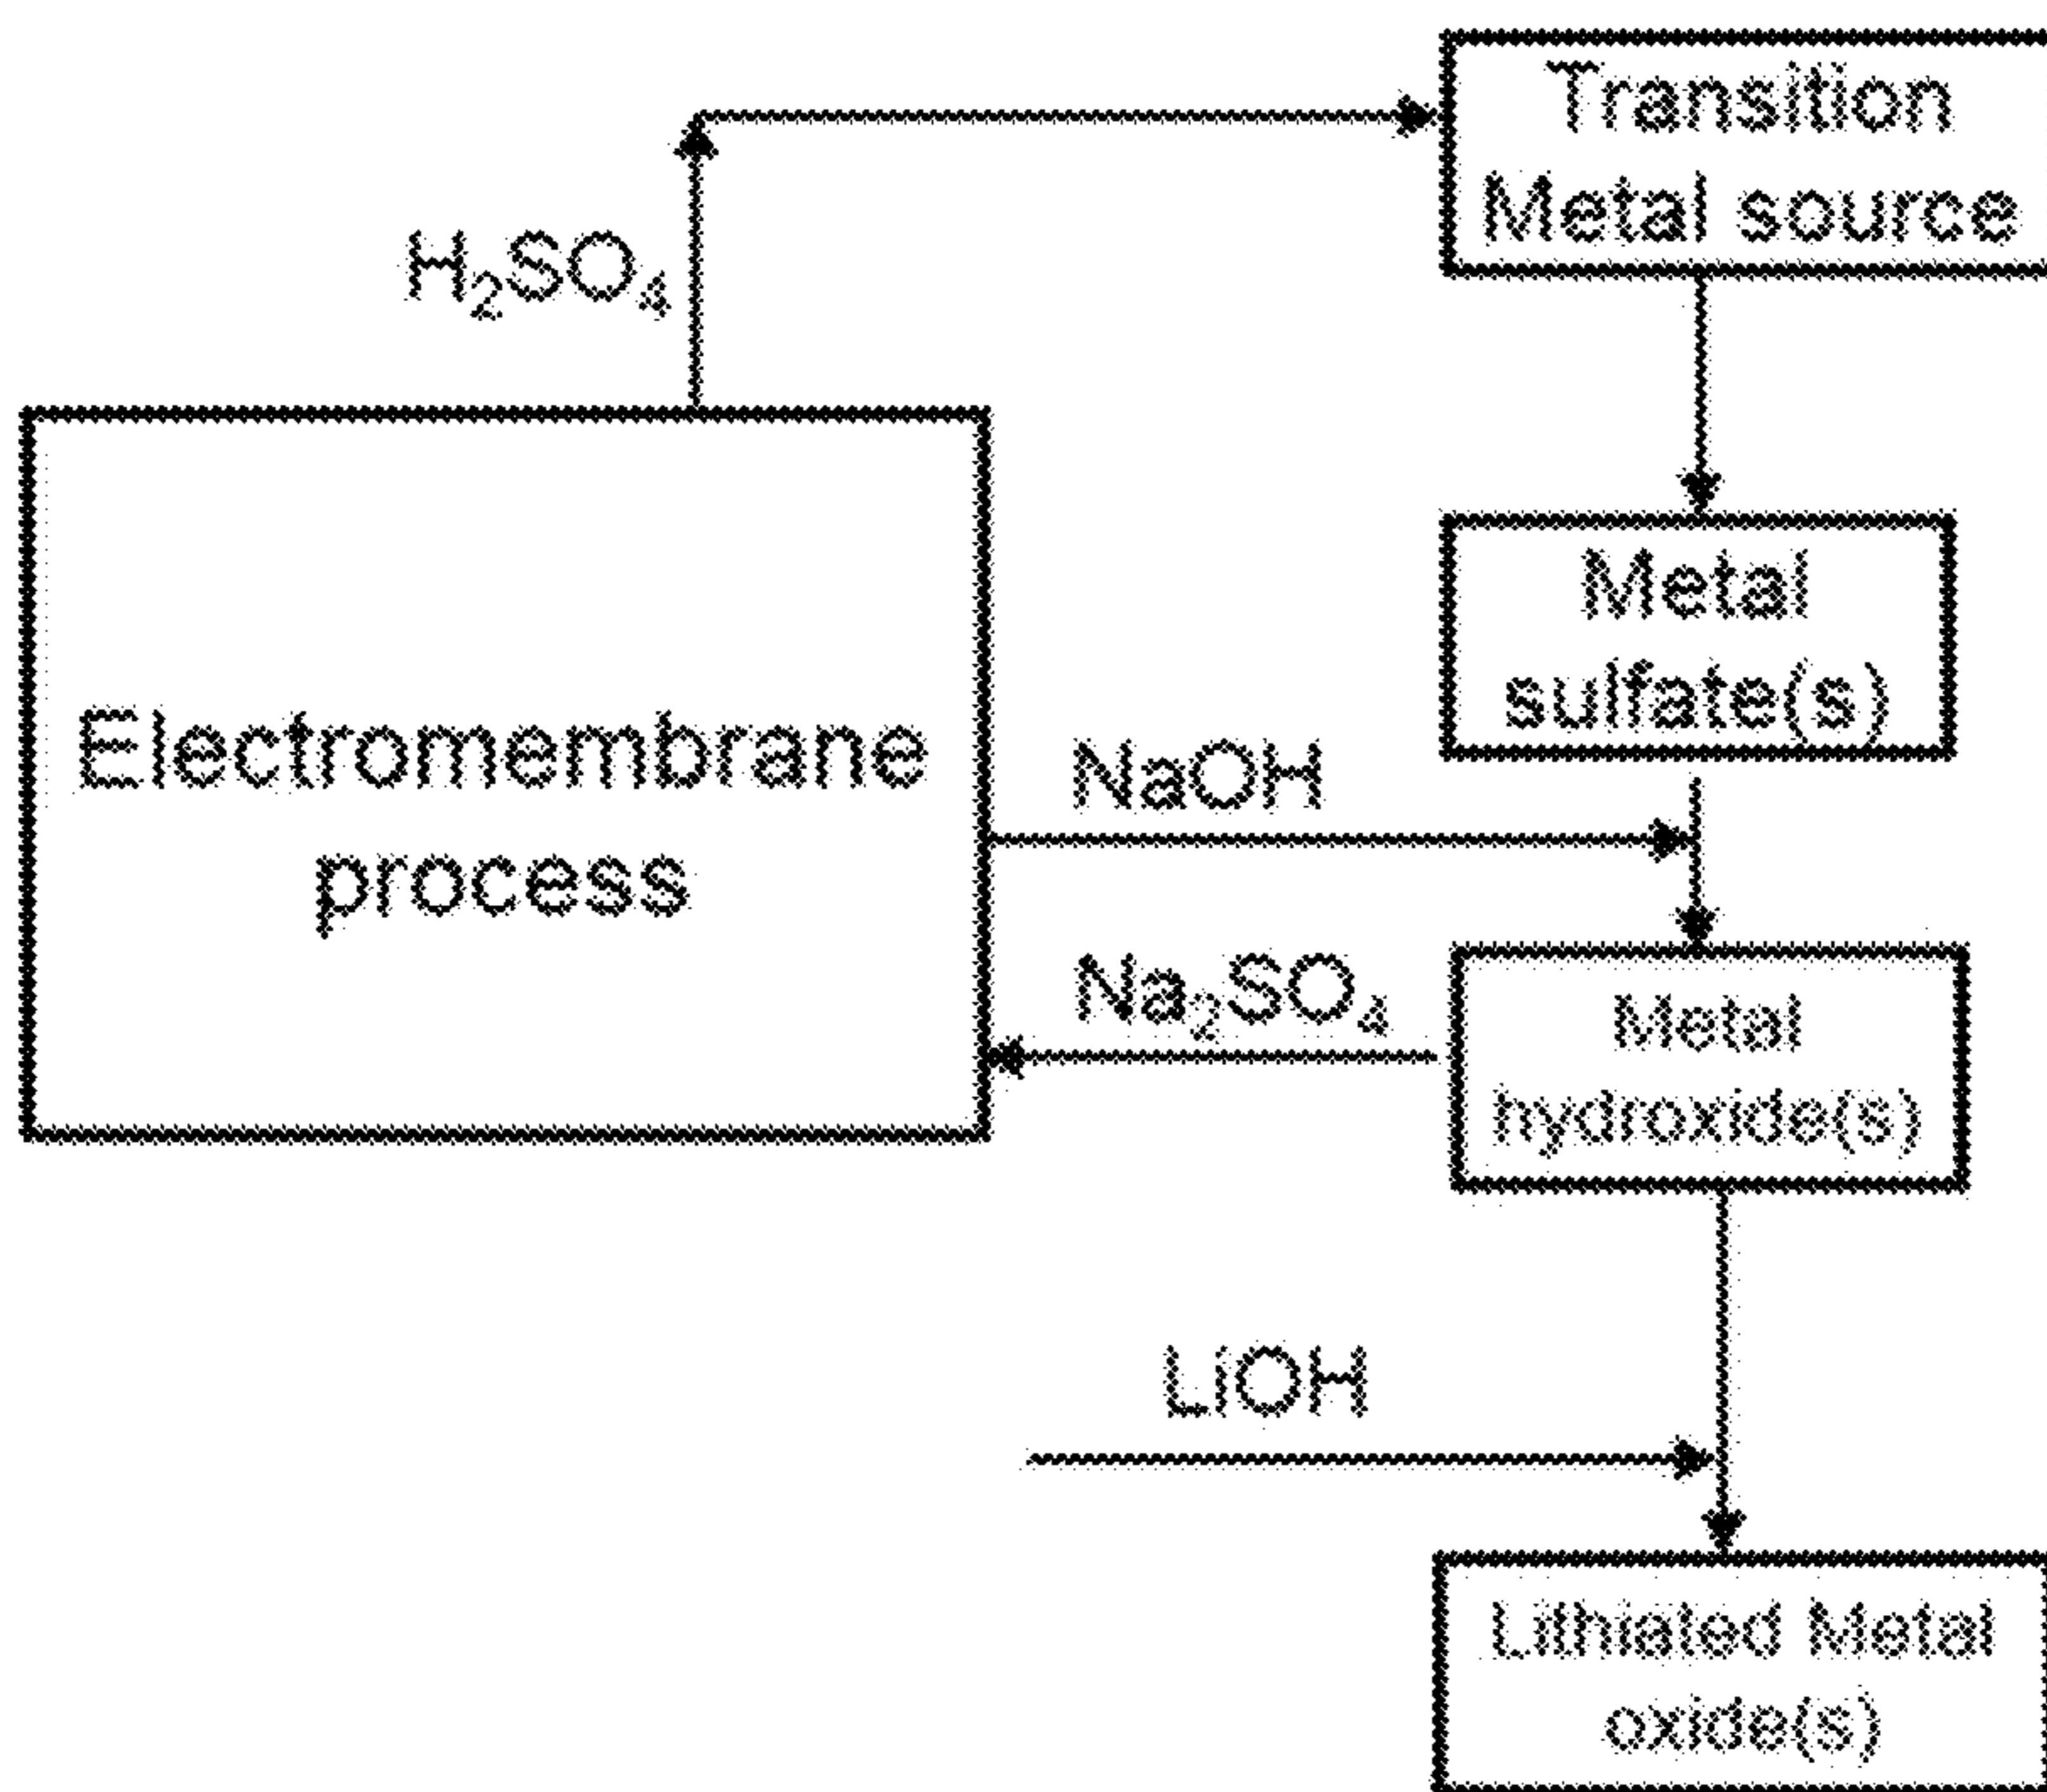 Transition
Metal source
H₂SO₄
Metal
sulfate(s)
Electromembrane
process
NaOH
Na₂SO₄
Metal
hydroxide(s)
LiOH
Lithiated Metal
oxide(s)